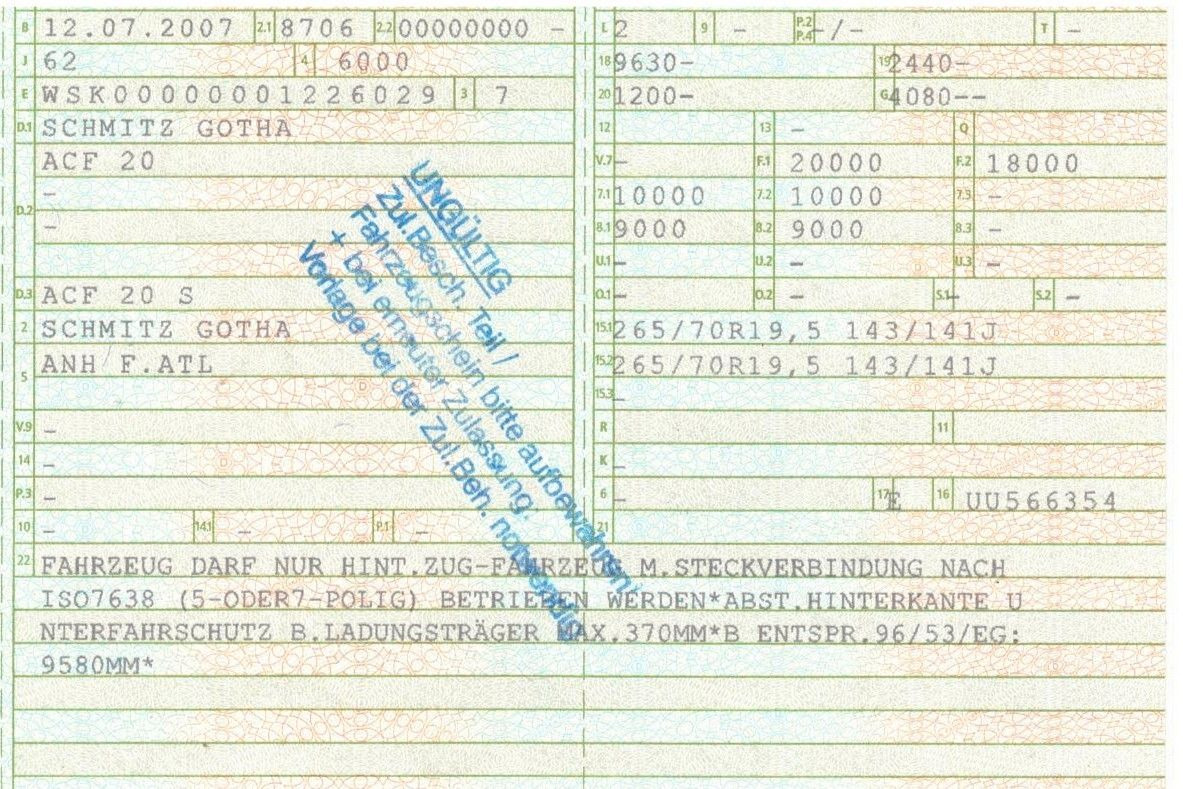 B 12.07.2007 2.1 8706 2.2 00000000 -
J 62 4 6000
E WSK00000001226029 3 7
D.1 SCHMITZ GOTHA
ACF 20
-
D.2 -
D.3 ACF 20 S
2 SCHMITZ GOTHA
5 ANH F.ATL
V.9 -
14 -
P.3 -
10 - 14.1 - P.1 -
L 2 9 - P.2 P.4 -/- T -
18 9630- 19 2440-
20 1200- G 4080--
12 13 - Q
V.7 - F.1 20000 F.2 18000
7.1 10000 7.2 10000 7.3 -
8.1 9000 8.2 9000 8.3 -
U.1 - U.2 - U.3 -
O.1 - O.2 - S.1 - S.2 -
15.1 265/70R19,5 143/141J
15.2 265/70R19,5 143/141J
15.3 -
R 11
K -
6 - 17 E 16 UU566354
21
22 FAHRZEUG DARF NUR HINT.ZUG-FAHRZEUG M.STECKVERBINDUNG NACH
ISO7638 (5-ODER7-POLIG) BETRIEBEN WERDEN*ABST.HINTERKANTE U
NTERFAHRSCHUTZ B.LADUNGSTRÄGER MAX.370MM*B ENTSPR.96/53/EG:
9580MM*
UNGÜLTIG
Zul.Besch. Teil I
Fahrzeugschein bitte aufbewahren!
+ bei erneuter Zulassung:
Vorlage bei der Zul.Beh. notwendig